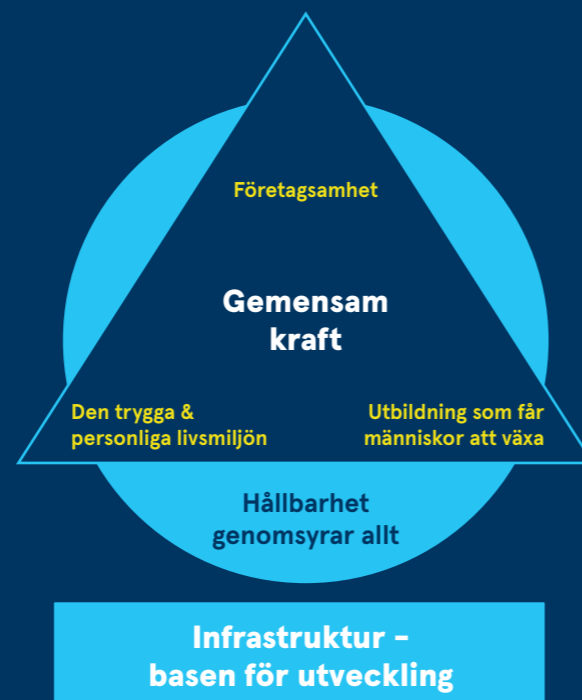 Företagsamhet
Gemensam
kraft
Den trygga &
personliga livsmiljön
Utbildning som får
människor att växa
Hållbarhet
genomsyrar allt
Infrastruktur –
basen för utveckling